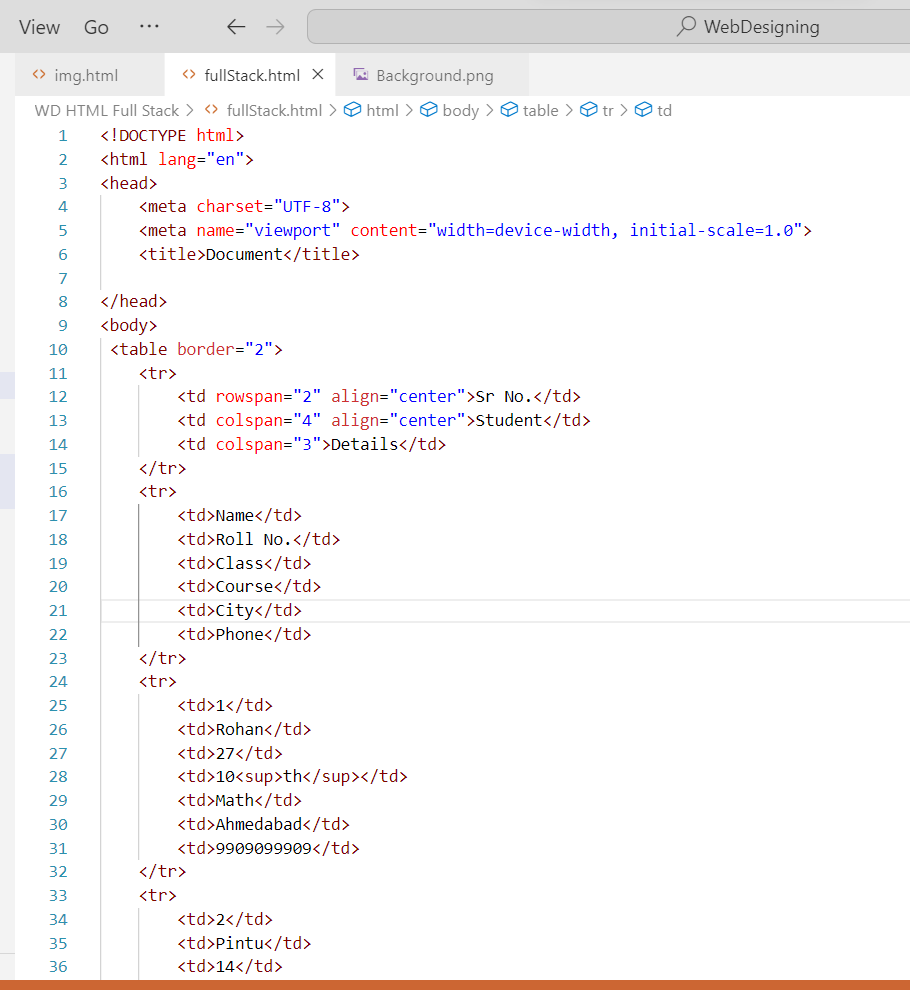 View Go ··· WebDesigning
img.html fullStack.html Background.png
WD HTML Full Stack > fullStack.html > html > body > table > tr > td
1 <!DOCTYPE html>
2 <html lang="en">
3 <head>
4 <meta charset="UTF-8">
5 <meta name="viewport" content="width=device-width, initial-scale=1.0">
6 <title>Document</title>
7
8 </head>
9 <body>
10 <table border="2">
11 <tr>
12 <td rowspan="2" align="center">Sr No.</td>
13 <td colspan="4" align="center">Student</td>
14 <td colspan="3">Details</td>
15 </tr>
16 <tr>
17 <td>Name</td>
18 <td>Roll No.</td>
19 <td>Class</td>
20 <td>Course</td>
21 <td>City</td>
22 <td>Phone</td>
23 </tr>
24 <tr>
25 <td>1</td>
26 <td>Rohan</td>
27 <td>27</td>
28 <td>10<sup>th</sup></td>
29 <td>Math</td>
30 <td>Ahmedabad</td>
31 <td>9909099909</td>
32 </tr>
33 <tr>
34 <td>2</td>
35 <td>Pintu</td>
36 <td>14</td>